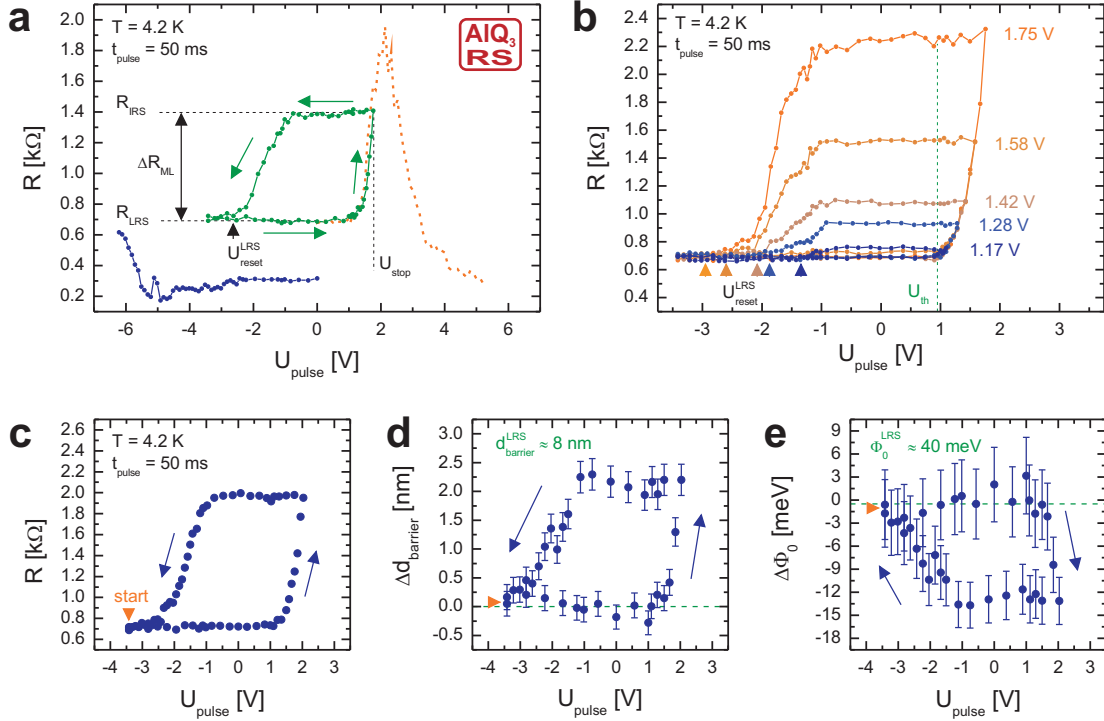 a
T = 4.2 K
t_pulse = 50 ms
AlQ₃
RS
R_IRS
ΔR_ML
R_LRS
U_reset^LRS
U_stop
R [kΩ]
2.0
1.8
1.6
1.4
1.2
1.0
0.8
0.6
0.4
0.2
-6 -4 -2 0 2 4 6
U_pulse [V]
b
T = 4.2 K
t_pulse = 50 ms
1.75 V
1.58 V
1.42 V
1.28 V
1.17 V
U_reset^LRS
U_th
R [kΩ]
2.4
2.2
2.0
1.8
1.6
1.4
1.2
1.0
0.8
0.6
0.4
-3 -2 -1 0 1 2 3
U_pulse [V]
c
T = 4.2 K
t_pulse = 50 ms
start
R [kΩ]
2.6
2.4
2.2
2.0
1.8
1.6
1.4
1.2
1.0
0.8
0.6
-4 -3 -2 -1 0 1 2 3
U_pulse [V]
d
d_barrier^LRS ≈ 8 nm
Δd_barrier [nm]
3.0
2.5
2.0
1.5
1.0
0.5
0.0
-0.5
-4 -3 -2 -1 0 1 2 3
U_pulse [V]
e
Φ_0^LRS ≈ 40 meV
ΔΦ_0 [meV]
9
6
3
0
-3
-6
-9
-12
-15
-18
-4 -3 -2 -1 0 1 2 3
U_pulse [V]